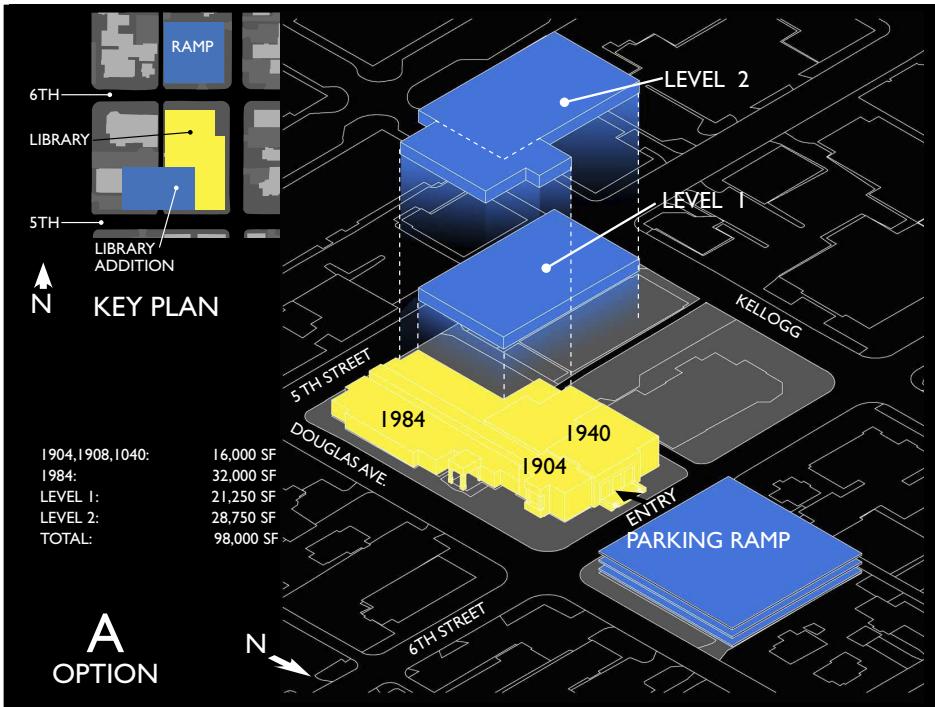 RAMP
6TH
LIBRARY
5TH
LIBRARY
ADDITION
N
KEY PLAN
LEVEL 2
LEVEL 1
KELLOGG
5 TH STREET
DOUGLAS AVE.
1984
1940
1904
ENTRY
PARKING RAMP
6TH STREET
N
1904,1908,1040: 16,000 SF
1984: 32,000 SF
LEVEL 1: 21,250 SF
LEVEL 2: 28,750 SF
TOTAL: 98,000 SF
A
OPTION